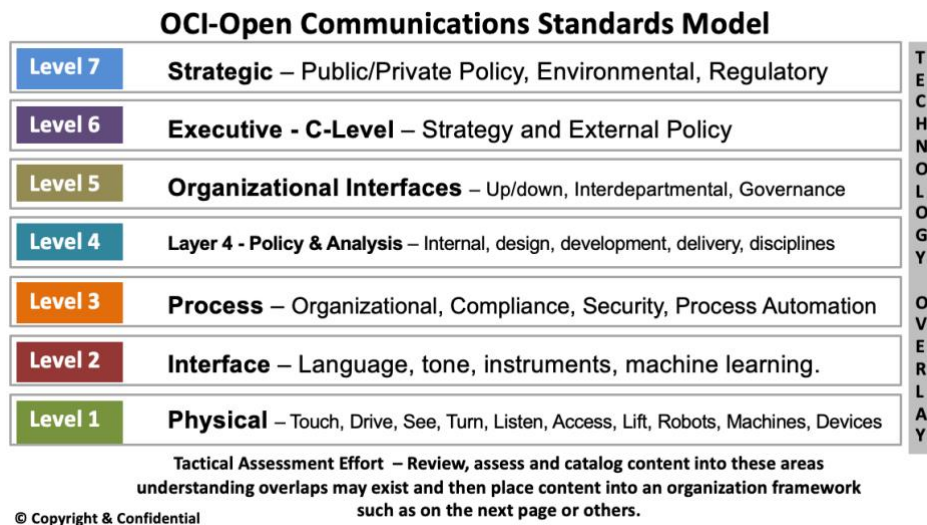 OCI-Open Communications Standards Model
Level 7
Strategic – Public/Private Policy, Environmental, Regulatory
Level 6
Executive - C-Level – Strategy and External Policy
Level 5
Organizational Interfaces – Up/down, Interdepartmental, Governance
Level 4
Layer 4 - Policy & Analysis – Internal, design, development, delivery, disciplines
Level 3
Process – Organizational, Compliance, Security, Process Automation
Level 2
Interface – Language, tone, instruments, machine learning.
Level 1
Physical – Touch, Drive, See, Turn, Listen, Access, Lift, Robots, Machines, Devices
TECHNOLOGY OVERLAY
Tactical Assessment Effort – Review, assess and catalog content into these areas
understanding overlaps may exist and then place content into an organization framework
such as on the next page or others.
© Copyright & Confidential